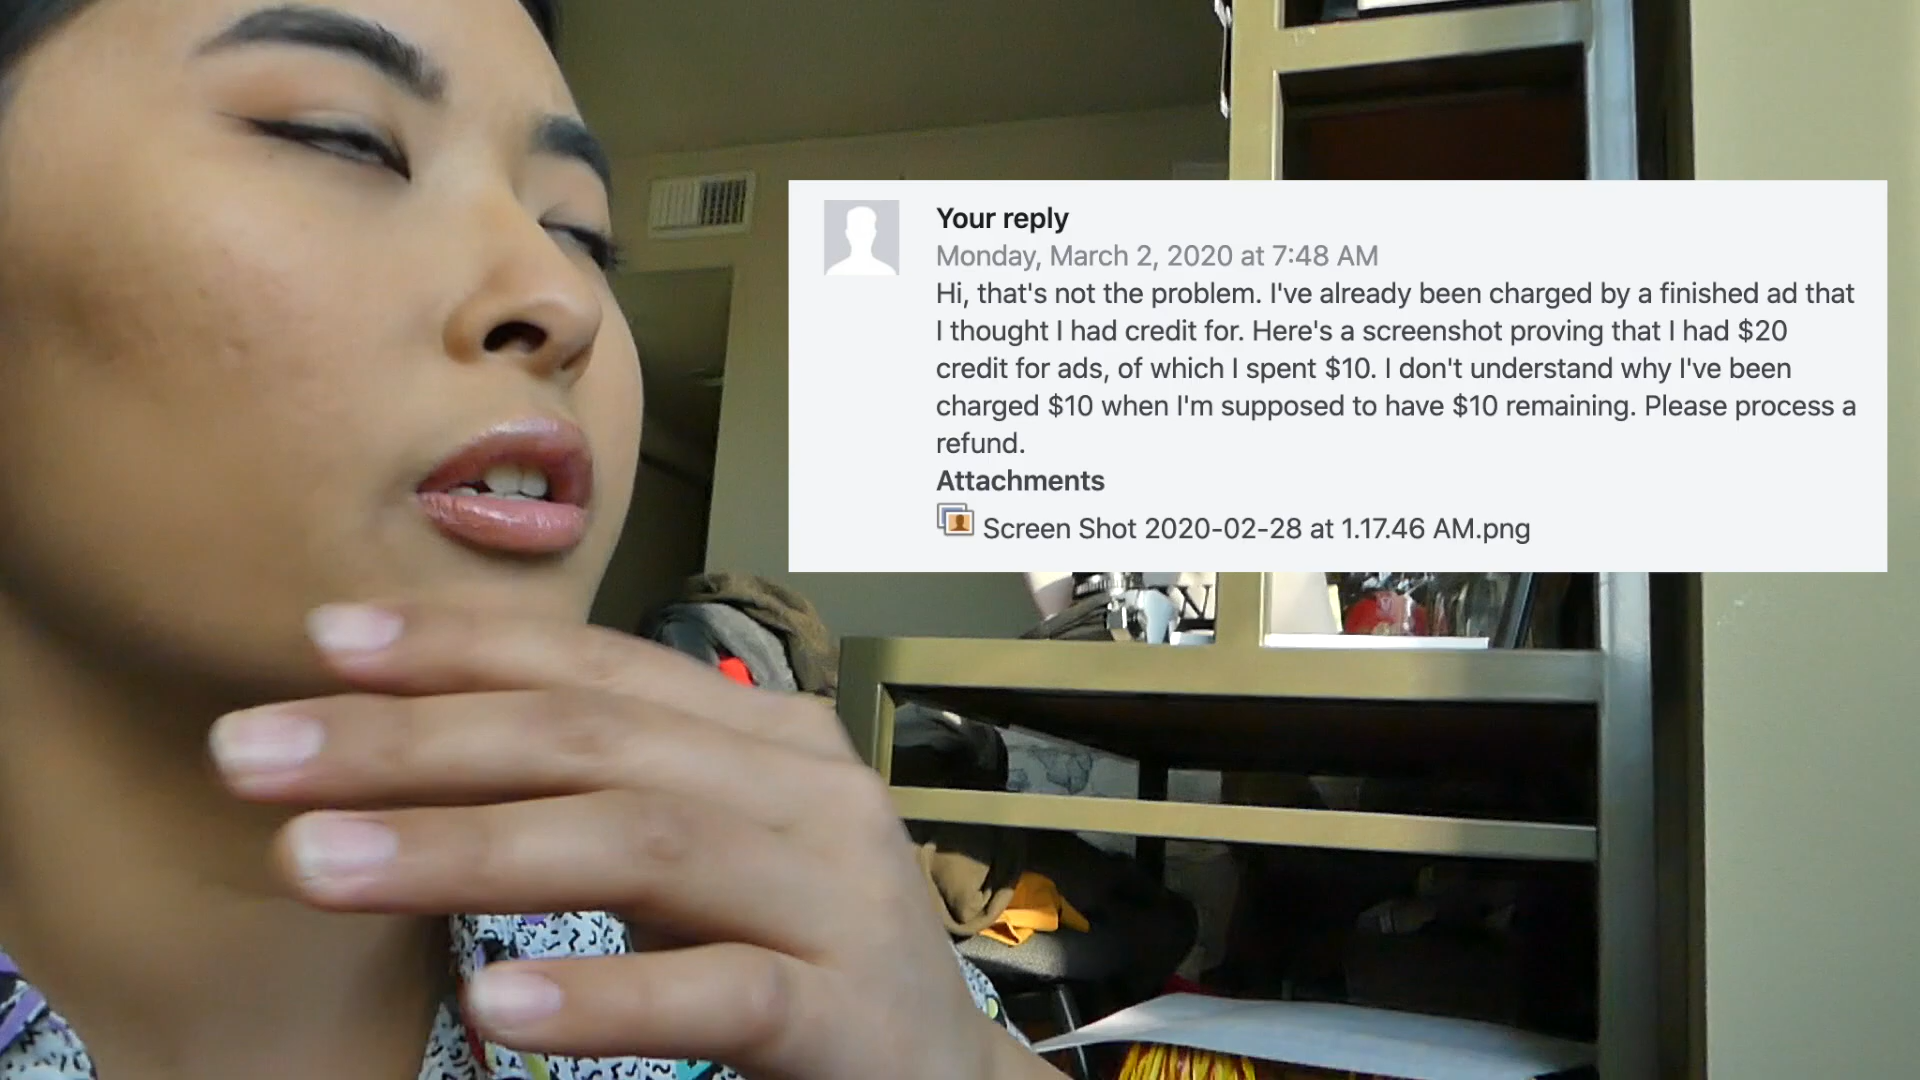 Your reply
Monday, March 2, 2020 at 7:48 AM
Hi, that's not the problem. I've already been charged by a finished ad that
I thought I had credit for. Here's a screenshot proving that I had $20
credit for ads, of which I spent $10. I don't understand why I've been
charged $10 when I'm supposed to have $10 remaining. Please process a
refund.
Attachments
Screen Shot 2020-02-28 at 1.17.46 AM.png